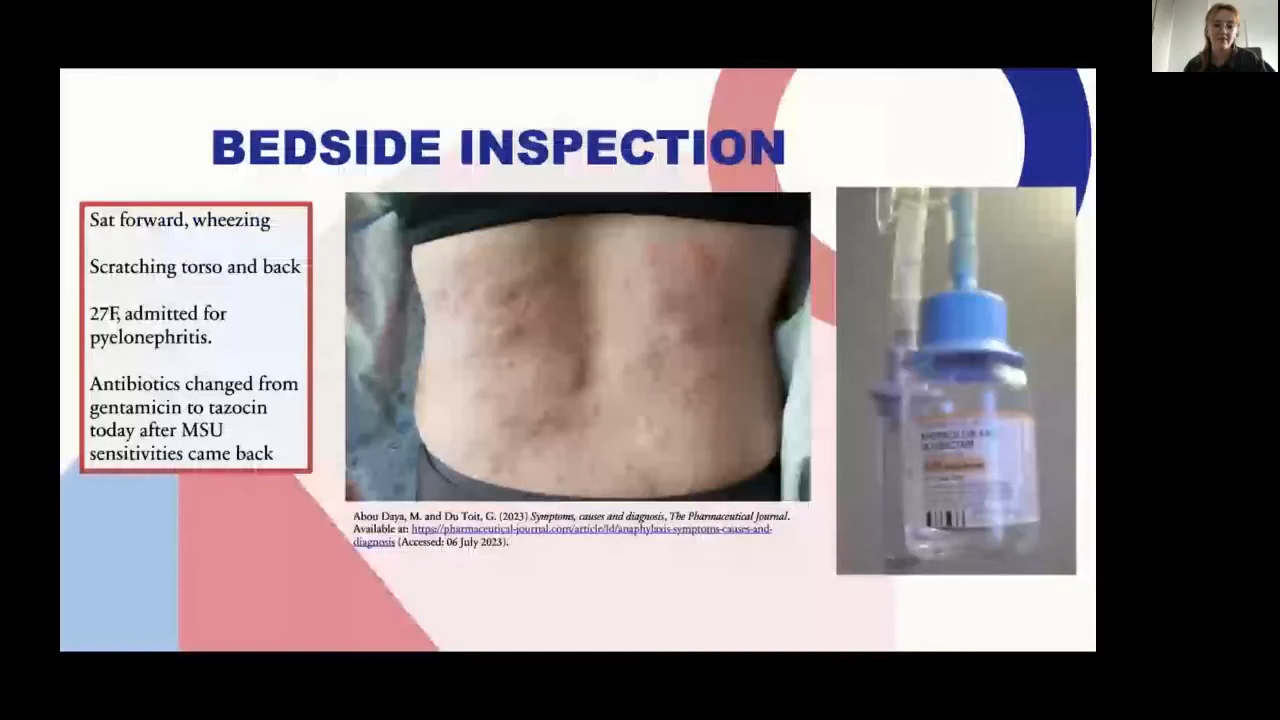 BEDSIDE INSPECTION
Sat forward, wheezing
Scratching torso and back
27F, admitted for
pyelonephritis.
Antibiotics changed from
gentamicin to tazocin
today after MSU
sensitivities came back
Abou Daya, M. and Du Toit, G. (2023) Symptoms, causes and diagnosis, The Pharmaceutical Journal.
Available at: https://pharmaceutical-journal.com/article/ld/anaphylaxis-symptoms-causes-and-
diagnosis (Accessed: 06 July 2023).